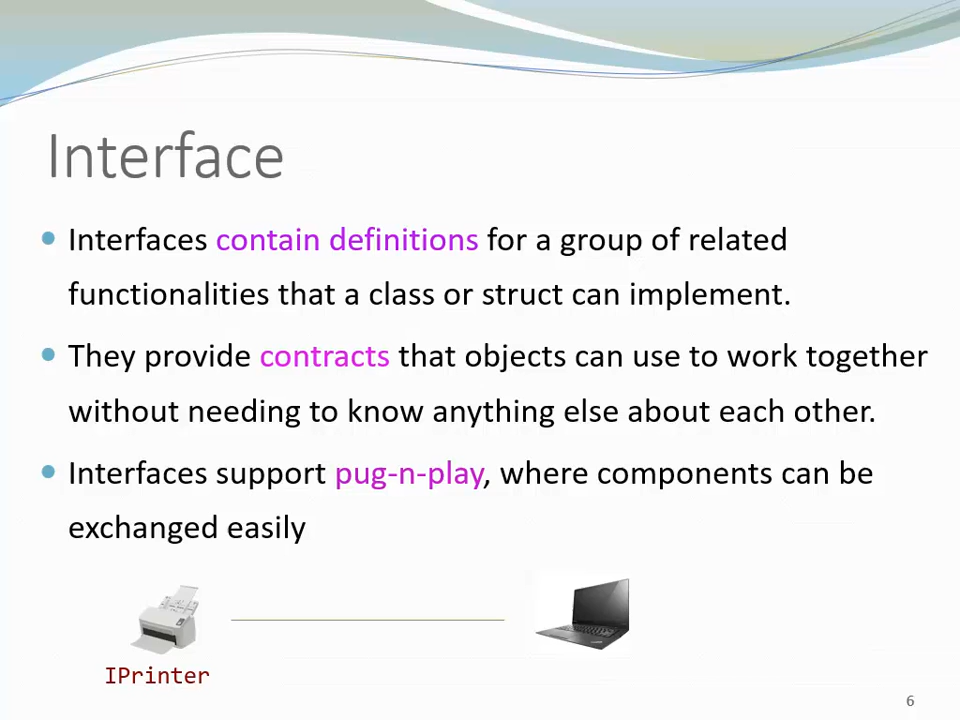 Interface
Interfaces contain definitions for a group of related
functionalities that a class or struct can implement.
They provide contracts that objects can use to work together
without needing to know anything else about each other.
Interfaces support pug-n-play, where components can be
exchanged easily
IPrinter
6